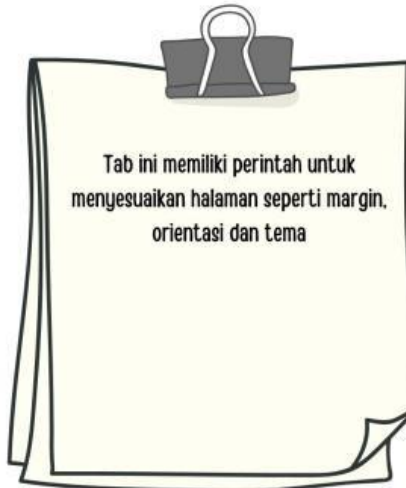 Tab ini memiliki perintah untuk
menyesuaikan halaman seperti margin,
orientasi dan tema